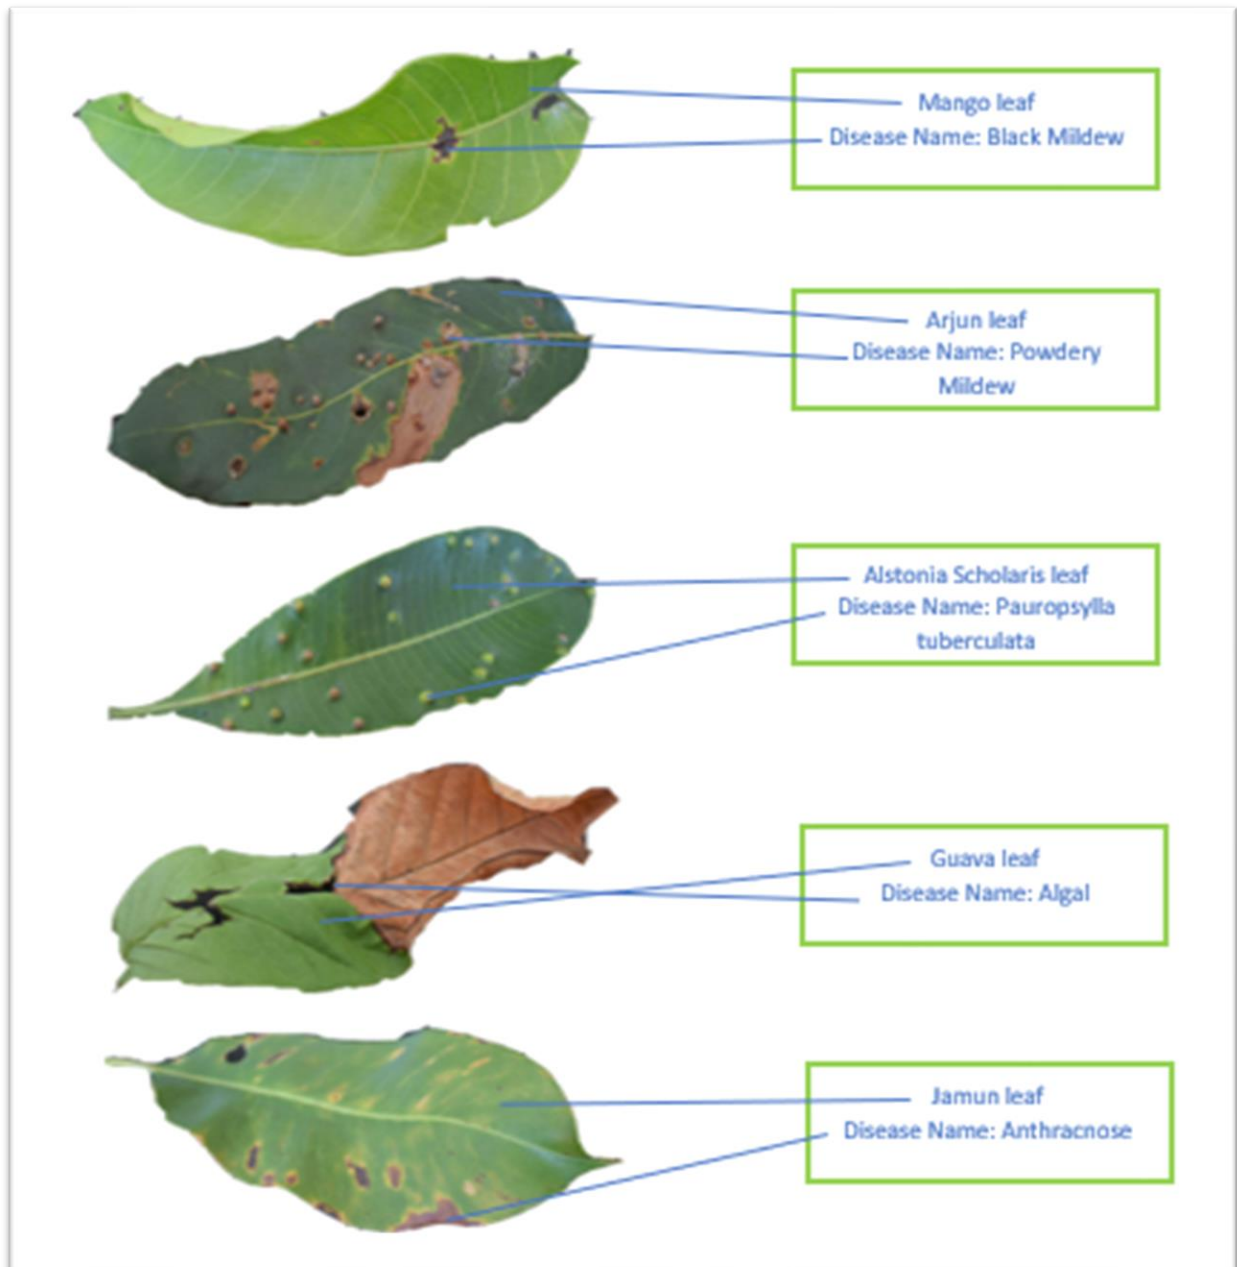 Mango leaf
Disease Name: Black Mildew
Arjun leaf
Disease Name: Powdery
Mildew
Alstonia Scholaris leaf
Disease Name: Pauropsylla
tuberculata
Guava leaf
Disease Name: Algal
Jamun leaf
Disease Name: Anthracnose